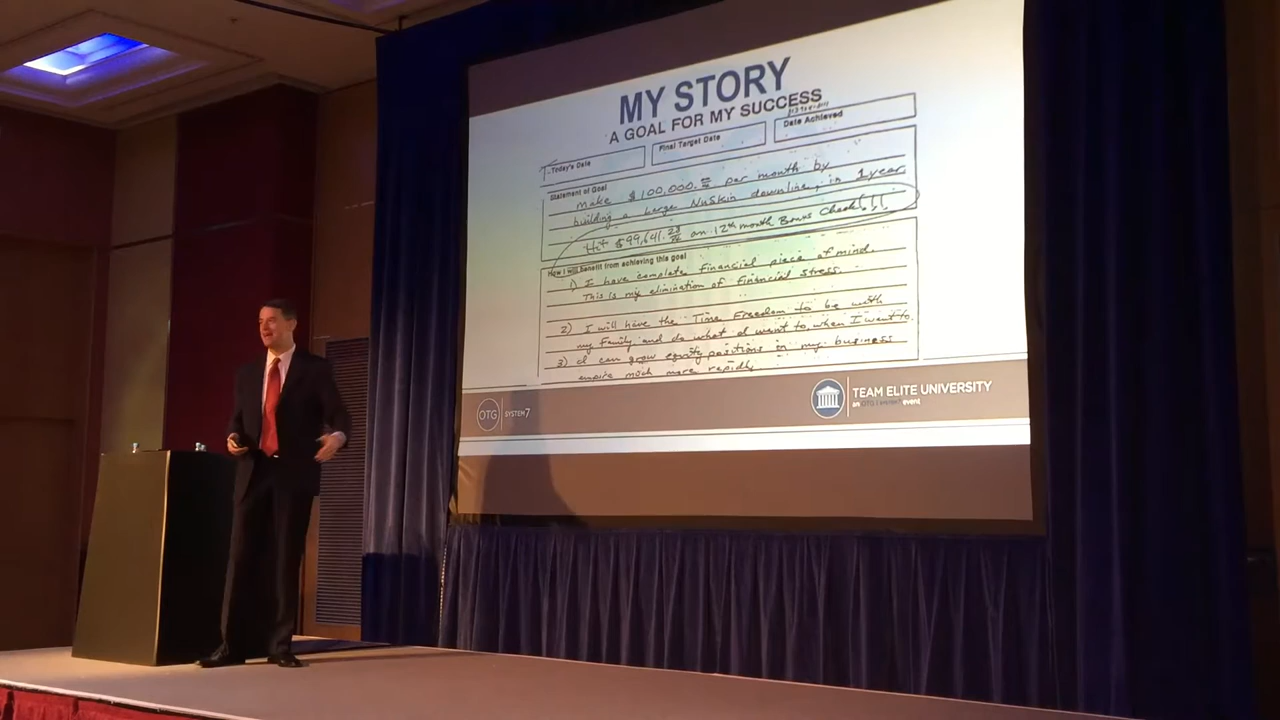 MY STORY
A GOAL FOR MY SUCCESS
Today's Date
Final Target Date
Date Achieved
Statement of Goal
make $100,000.00 per month by
building a large NuSkin downline, in 1 year.
Hit $99,641. on 12th month Bonus Check!!!
How I will benefit from achieving this goal
1) I have complete financial piece of mind.
This is my elimination of financial stress.
2) I will have the Time Freedom to be with
my family and do what I want to, when I want to.
3) I can grow equity positions in my business
empire much more rapidly
OTG SYSTEM7
TEAM ELITE UNIVERSITY
an OTG event